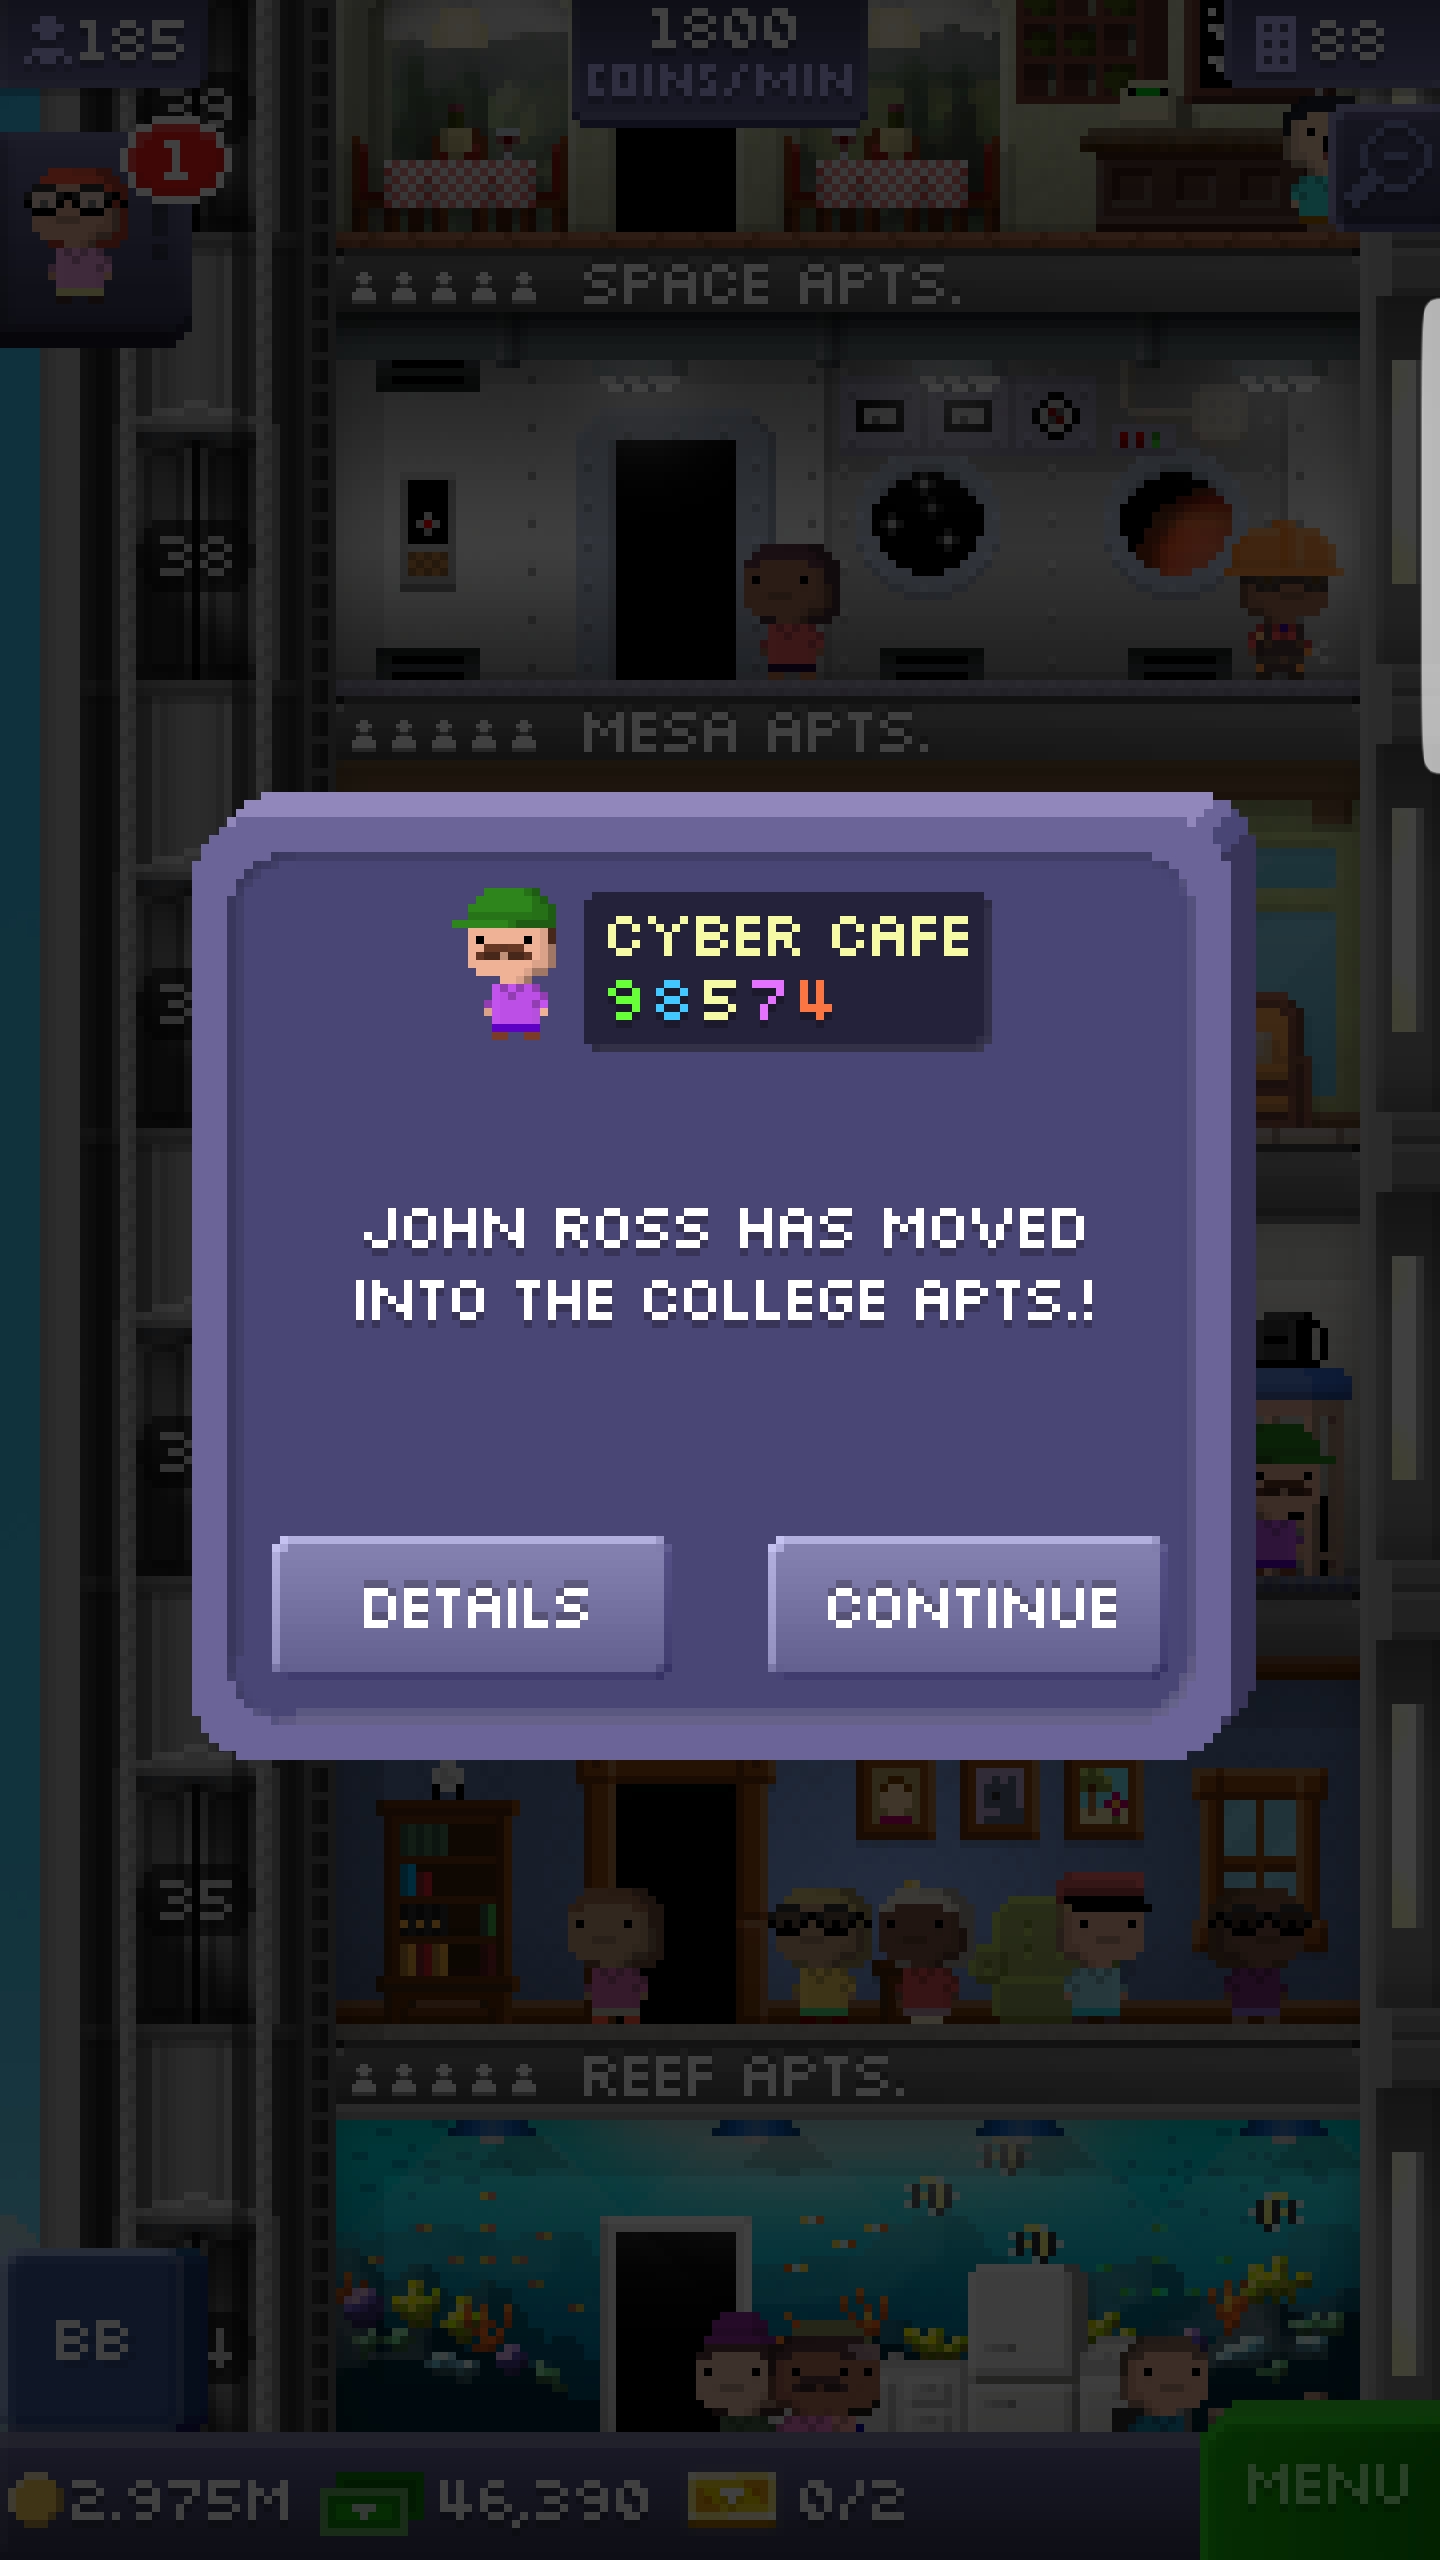 185
1800
COINS/MIN
88
39
1
SPACE APTS.
38
MESA APTS.
CYBER CAFE
98574
JOHN ROSS HAS MOVED
INTO THE COLLEGE APTS.!
DETAILS
CONTINUE
35
REEF APTS.
BB
2.975M
46,390
0/2
MENU